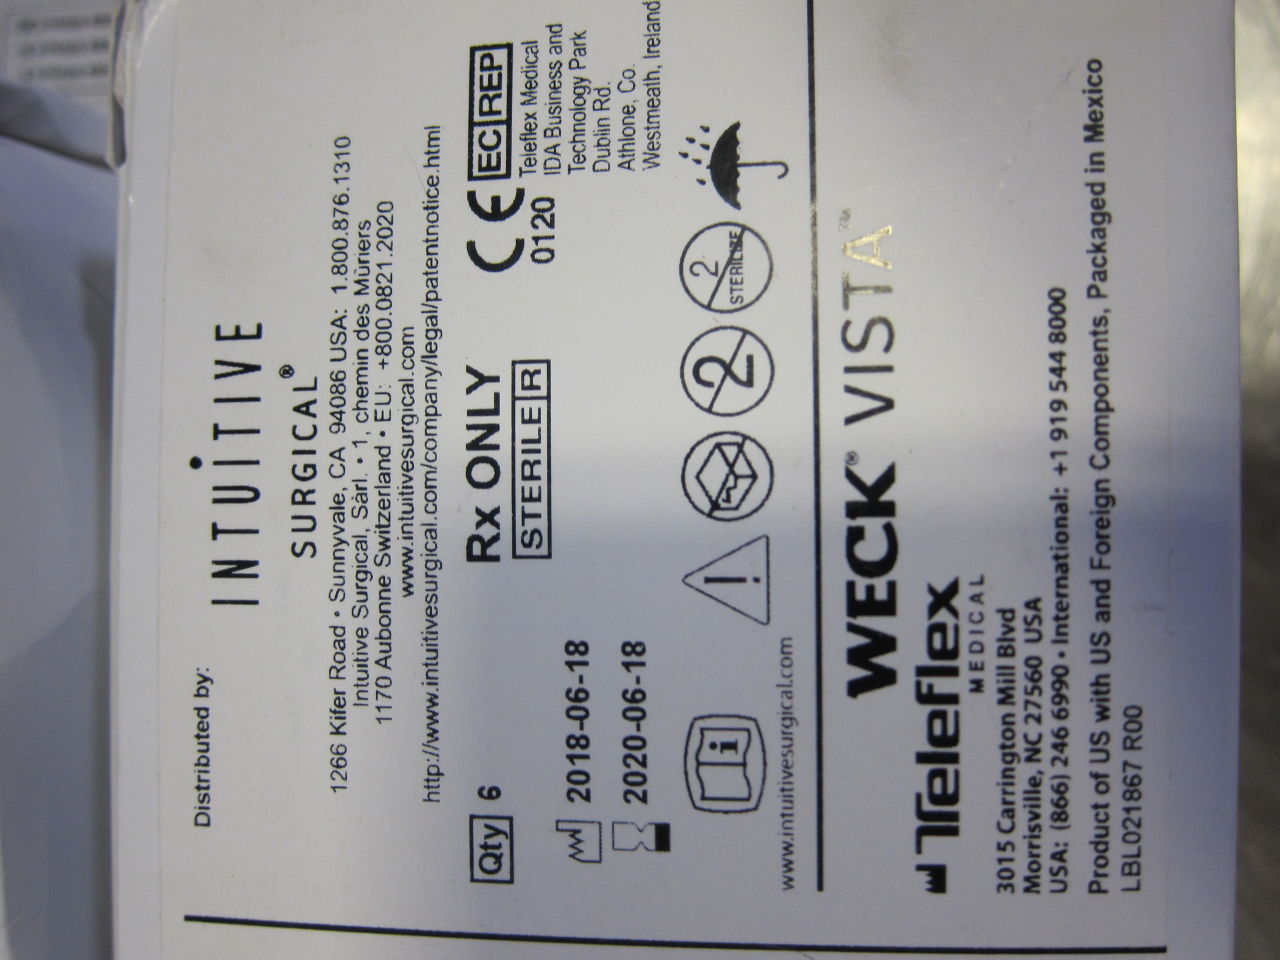 Distributed by:
INTUITIVE
SURGICAL®
1266 Kifer Road • Sunnyvale, CA 94086 USA: 1.800.876.1310
Intuitive Surgical, Sàrl. • 1, chemin des Mûriers
1170 Aubonne Switzerland • EU: +800.0821.2020
www.intuitivesurgical.com
http://www.intuitivesurgical.com/company/legal/patentnotice.html
Qty 6
Rx ONLY
STERILE R
CE
0120
EC REP
Teleflex Medical
IDA Business and
Technology Park
Dublin Rd.
Athlone, Co.
Westmeath, Ireland
2018-06-18
2020-06-18
i
!
2
2
STERILIZE
www.intuitivesurgical.com
WECK® VISTA™
Teleflex
MEDICAL
3015 Carrington Mill Blvd
Morrisville, NC 27560 USA
USA: (866) 246 6990 • International: +1 919 544 8000
Product of US with US and Foreign Components, Packaged in Mexico
LBL021867 R00